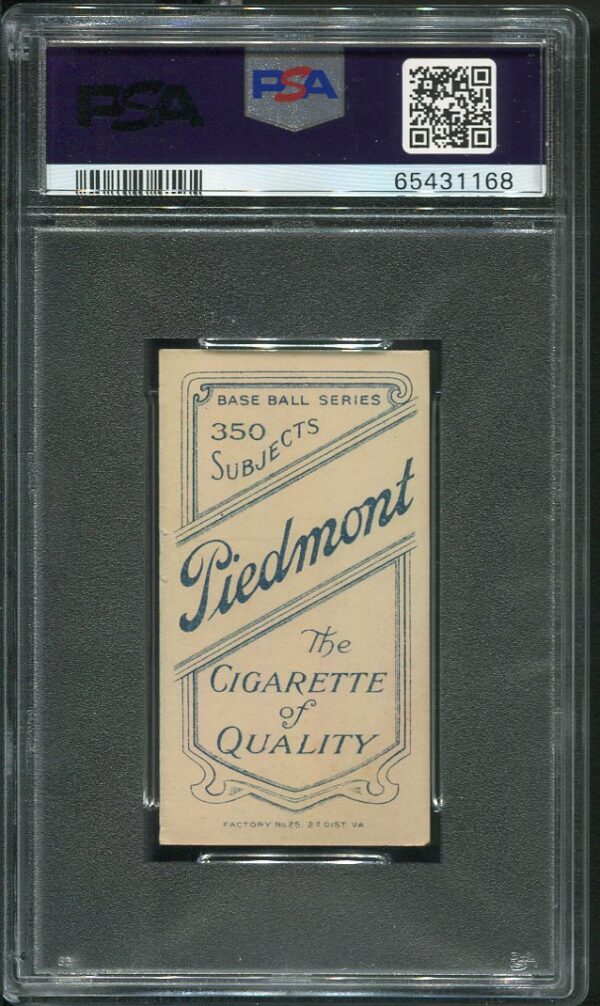 PSA
PSA
65431168
BASE BALL SERIES
350
SUBJECTS
Piedmont
The
CIGARETTE
of
QUALITY
FACTORY No 25, 2D DIST. VA
PSA